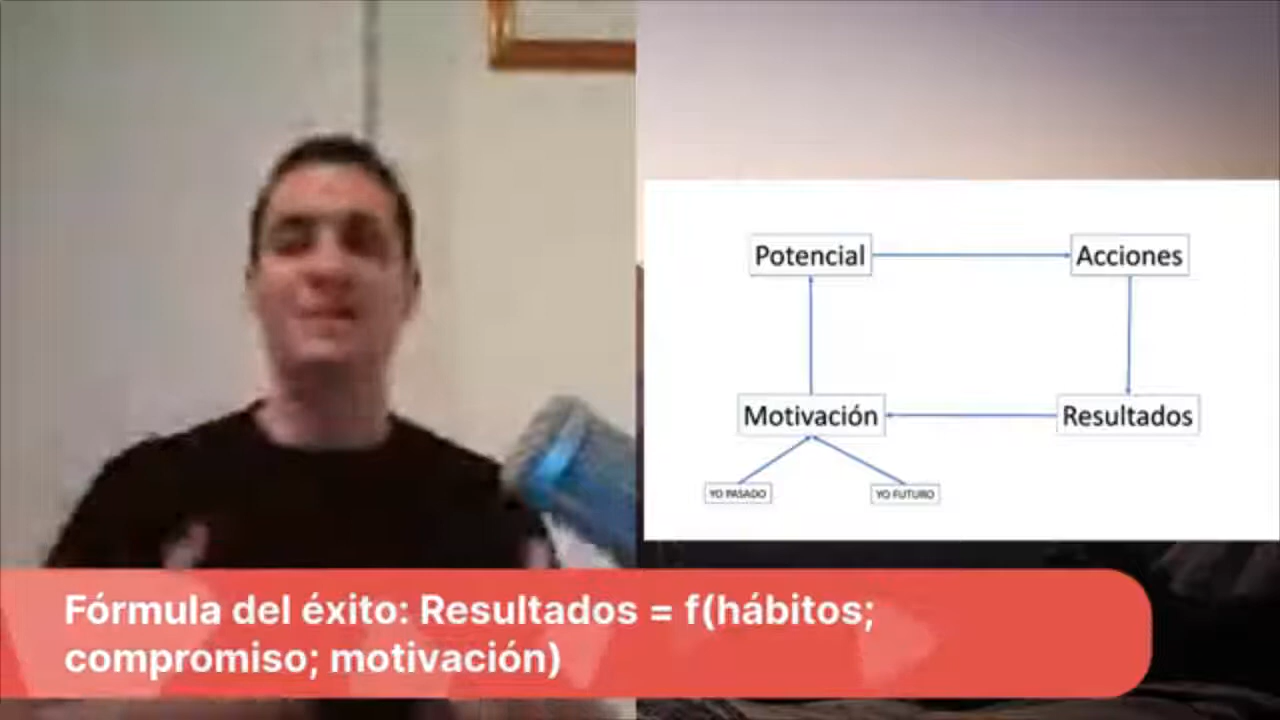 Potencial
Acciones
Motivación
Resultados
YO PASADO
YO FUTURO
Fórmula del éxito: Resultados = f(hábitos;
compromiso; motivación)